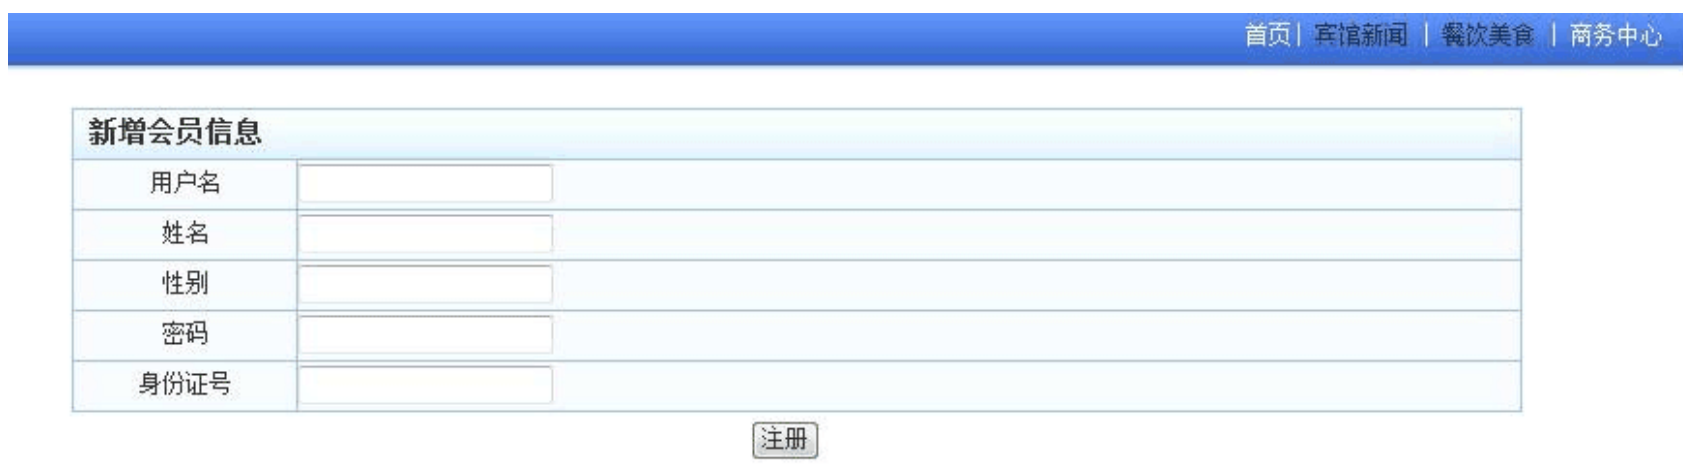 首页| 宾馆新闻 | 餐饮美食 | 商务中心
新增会员信息
用户名
姓名
性别
密码
身份证号
注册